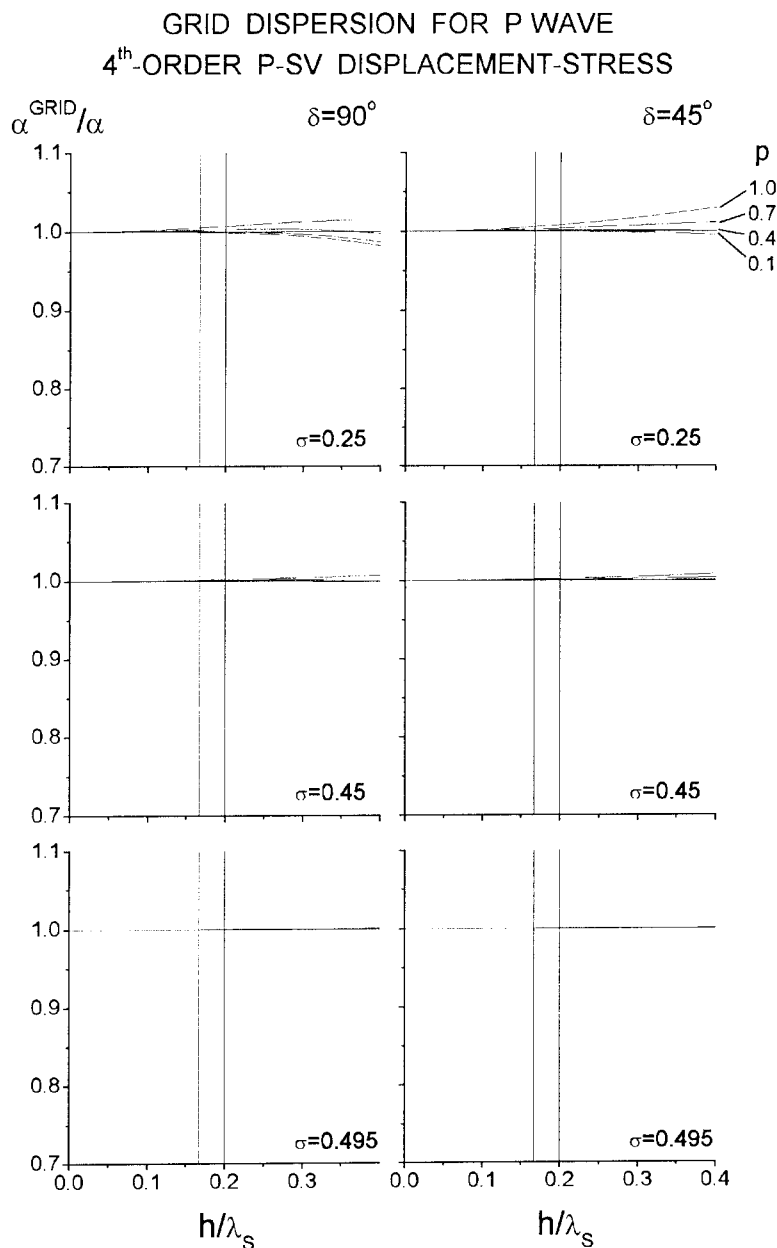 GRID DISPERSION FOR P WAVE
4th-ORDER P-SV DISPLACEMENT-STRESS
α^GRID/α δ=90° δ=45° p
1.1
1.0
0.9
0.8
0.7
σ=0.25
σ=0.25
1.0
0.7
0.4
0.1
1.1
1.0
0.9
0.8
0.7
σ=0.45
σ=0.45
1.1
1.0
0.9
0.8
0.7
σ=0.495
σ=0.495
0.0 0.1 0.2 0.3 0.0 0.1 0.2 0.3 0.4
h/λS h/λS